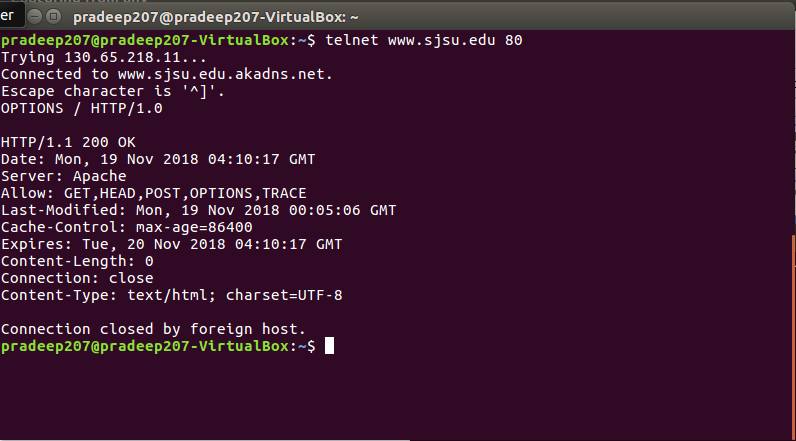 er
pradeep207@pradeep207-VirtualBox: ~
pradeep207@pradeep207-VirtualBox:~$ telnet www.sjsu.edu 80
Trying 130.65.218.11...
Connected to www.sjsu.edu.akadns.net.
Escape character is '^]'.
OPTIONS / HTTP/1.0
HTTP/1.1 200 OK
Date: Mon, 19 Nov 2018 04:10:17 GMT
Server: Apache
Allow: GET,HEAD,POST,OPTIONS,TRACE
Last-Modified: Mon, 19 Nov 2018 00:05:06 GMT
Cache-Control: max-age=86400
Expires: Tue, 20 Nov 2018 04:10:17 GMT
Content-Length: 0
Connection: close
Content-Type: text/html; charset=UTF-8
Connection closed by foreign host.
pradeep207@pradeep207-VirtualBox:~$